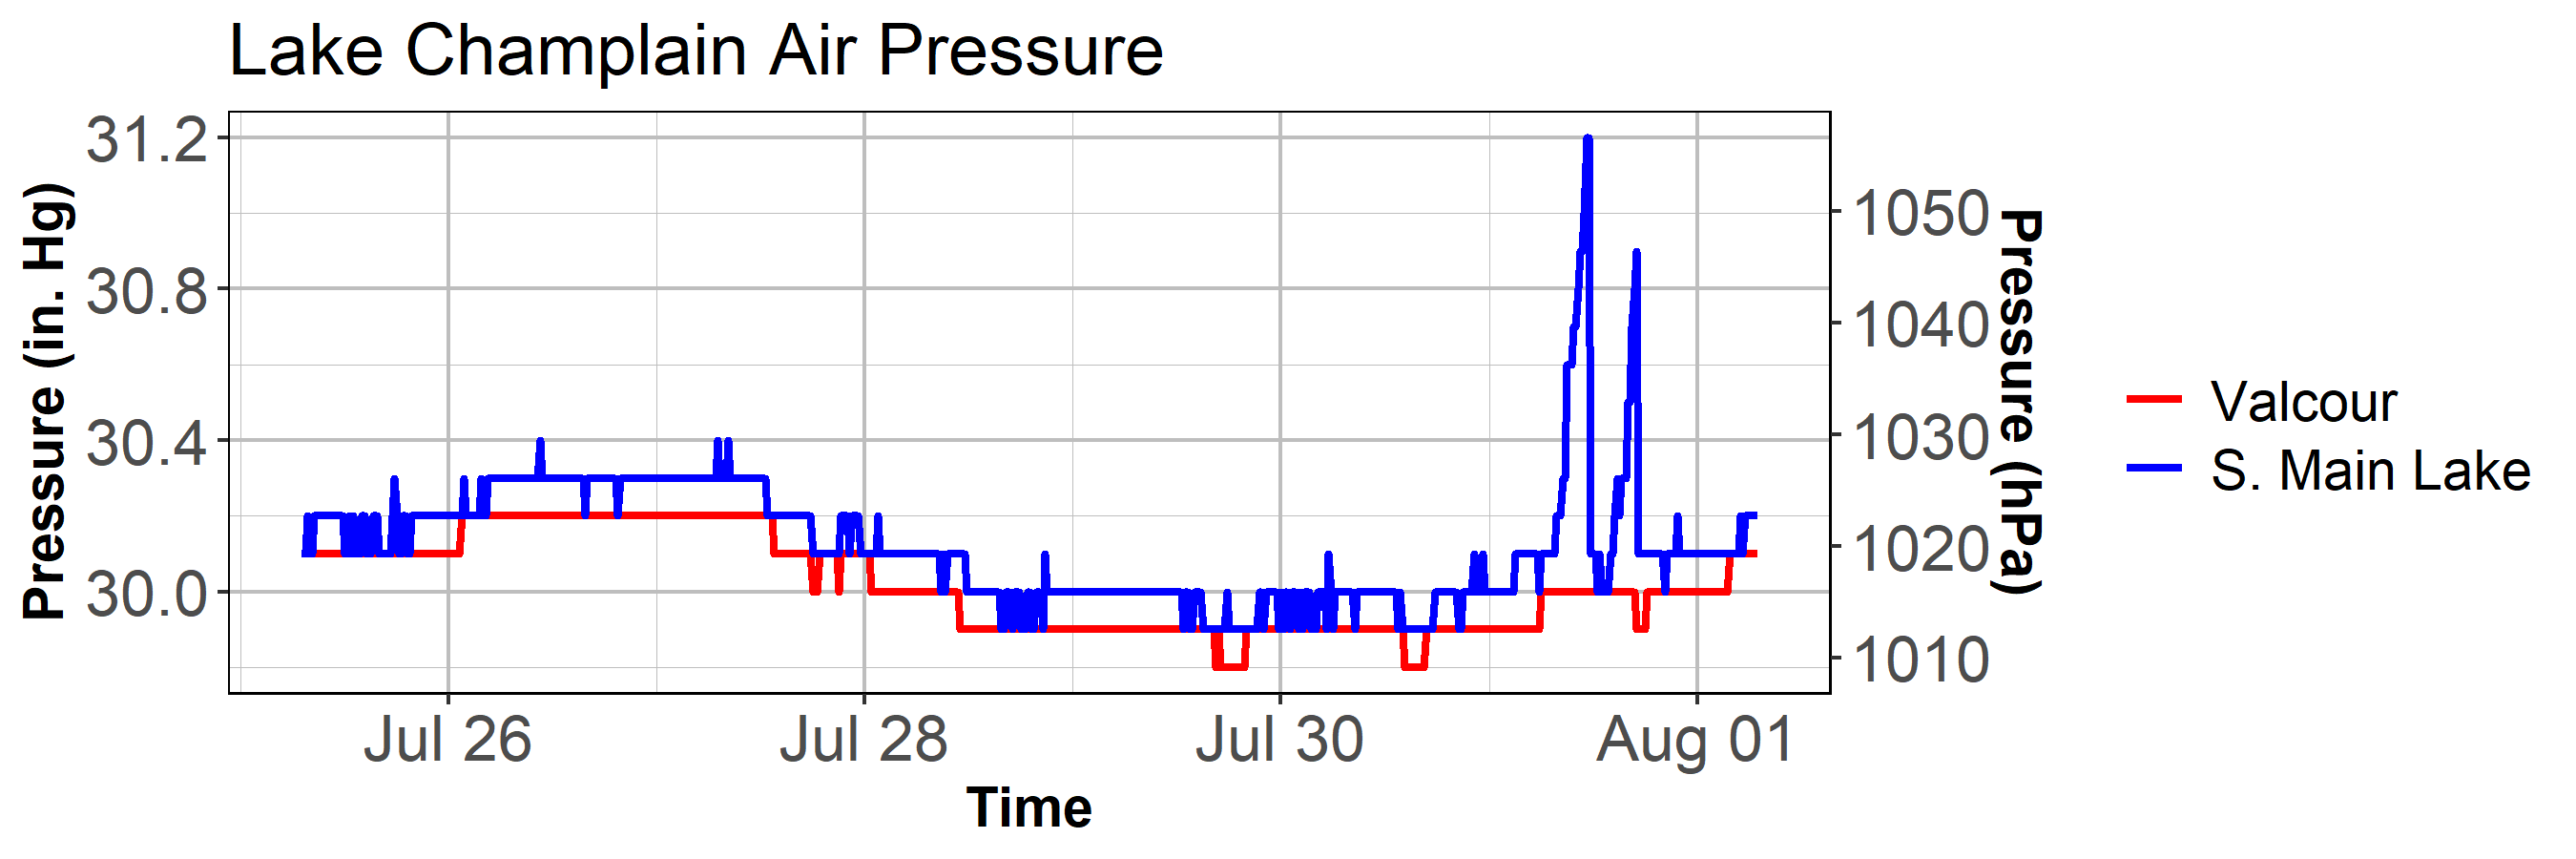 Lake Champlain Air Pressure
31.2
30.8
30.4
30.0
Pressure (in. Hg)
1050
1040
1030
1020
1010
Pressure (hPa)
Jul 26
Jul 28
Jul 30
Aug 01
Time
Valcour
S. Main Lake